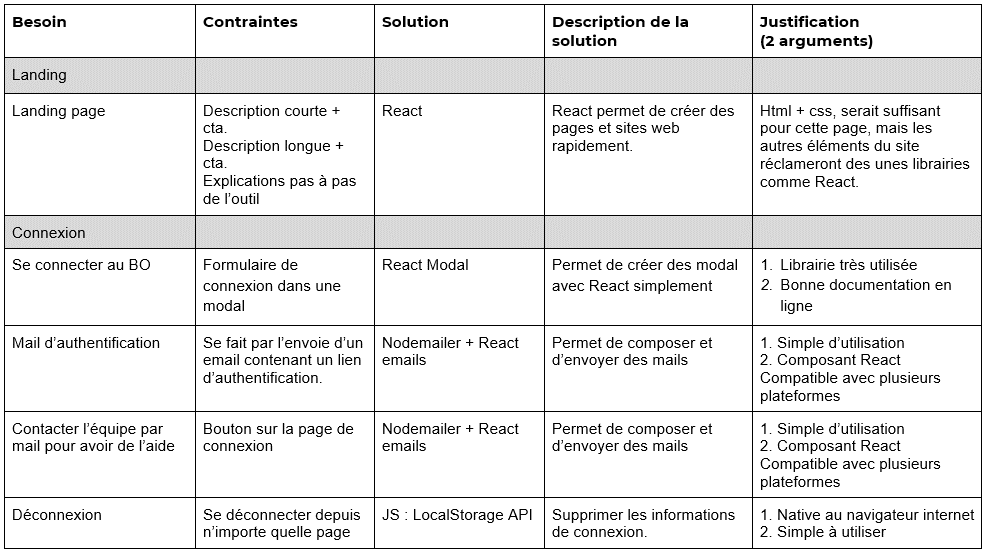 Besoin
Contraintes
Solution
Description de la
solution
Justification
(2 arguments)
Landing
Landing page
Description courte +
cta.
Description longue +
cta.
Explications pas à pas
de l'outil
React
React permet de créer des
pages et sites web
rapidement.
Html + css, serait suffisant
pour cette page, mais les
autres éléments du site
réclameront des unes librairies
comme React.
Connexion
Se connecter au BO
Formulaire de
connexion dans une
modal
React Modal
Permet de créer des modal
avec React simplement
1. Librairie très utilisée
2. Bonne documentation en
ligne
Mail d'authentification
Se fait par l'envoie d'un
email contenant un lien
d'authentification.
Nodemailer + React
emails
Permet de composer et
d'envoyer des mails
1. Simple d'utilisation
2. Composant React
Compatible avec plusieurs
plateformes
Contacter l'équipe par
mail pour avoir de l'aide
Bouton sur la page de
connexion
Nodemailer + React
emails
Permet de composer et
d'envoyer des mails
1. Simple d'utilisation
2. Composant React
Compatible avec plusieurs
plateformes
Déconnexion
Se déconnecter depuis
n'importe quelle page
JS : LocalStorage API
Supprimer les informations
de connexion.
1. Native au navigateur internet
2. Simple à utiliser